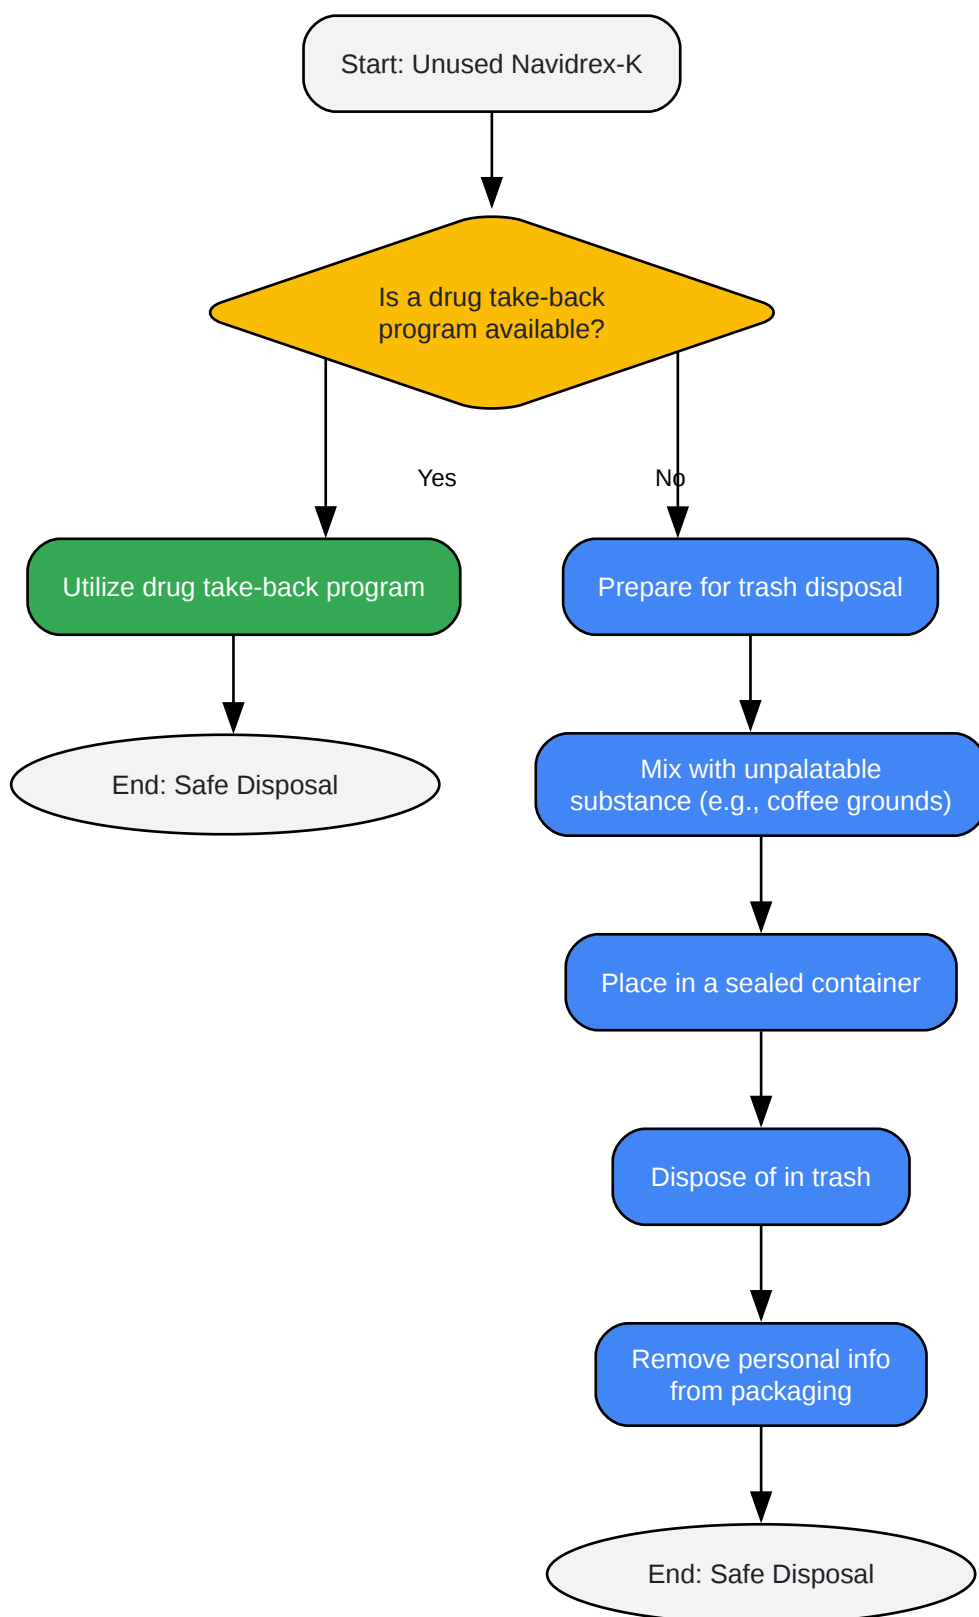 Start: Unused Navidrex-K
Is a drug take-back
program available?
Yes
No
Utilize drug take-back program
Prepare for trash disposal
End: Safe Disposal
Mix with unpalatable
substance (e.g., coffee grounds)
Place in a sealed container
Dispose of in trash
Remove personal info
from packaging
End: Safe Disposal